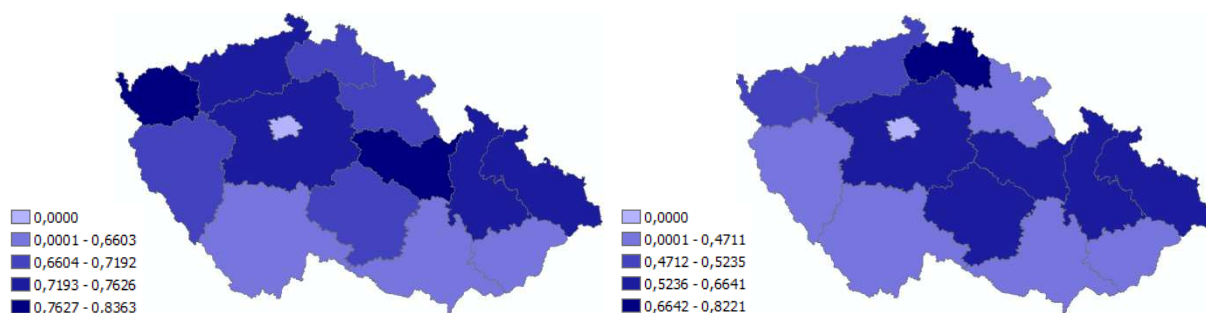 0,0000
0,0001 - 0,6603
0,6604 - 0,7192
0,7193 - 0,7626
0,7627 - 0,8363
0,0000
0,0001 - 0,4711
0,4712 - 0,5235
0,5236 - 0,6641
0,6642 - 0,8221